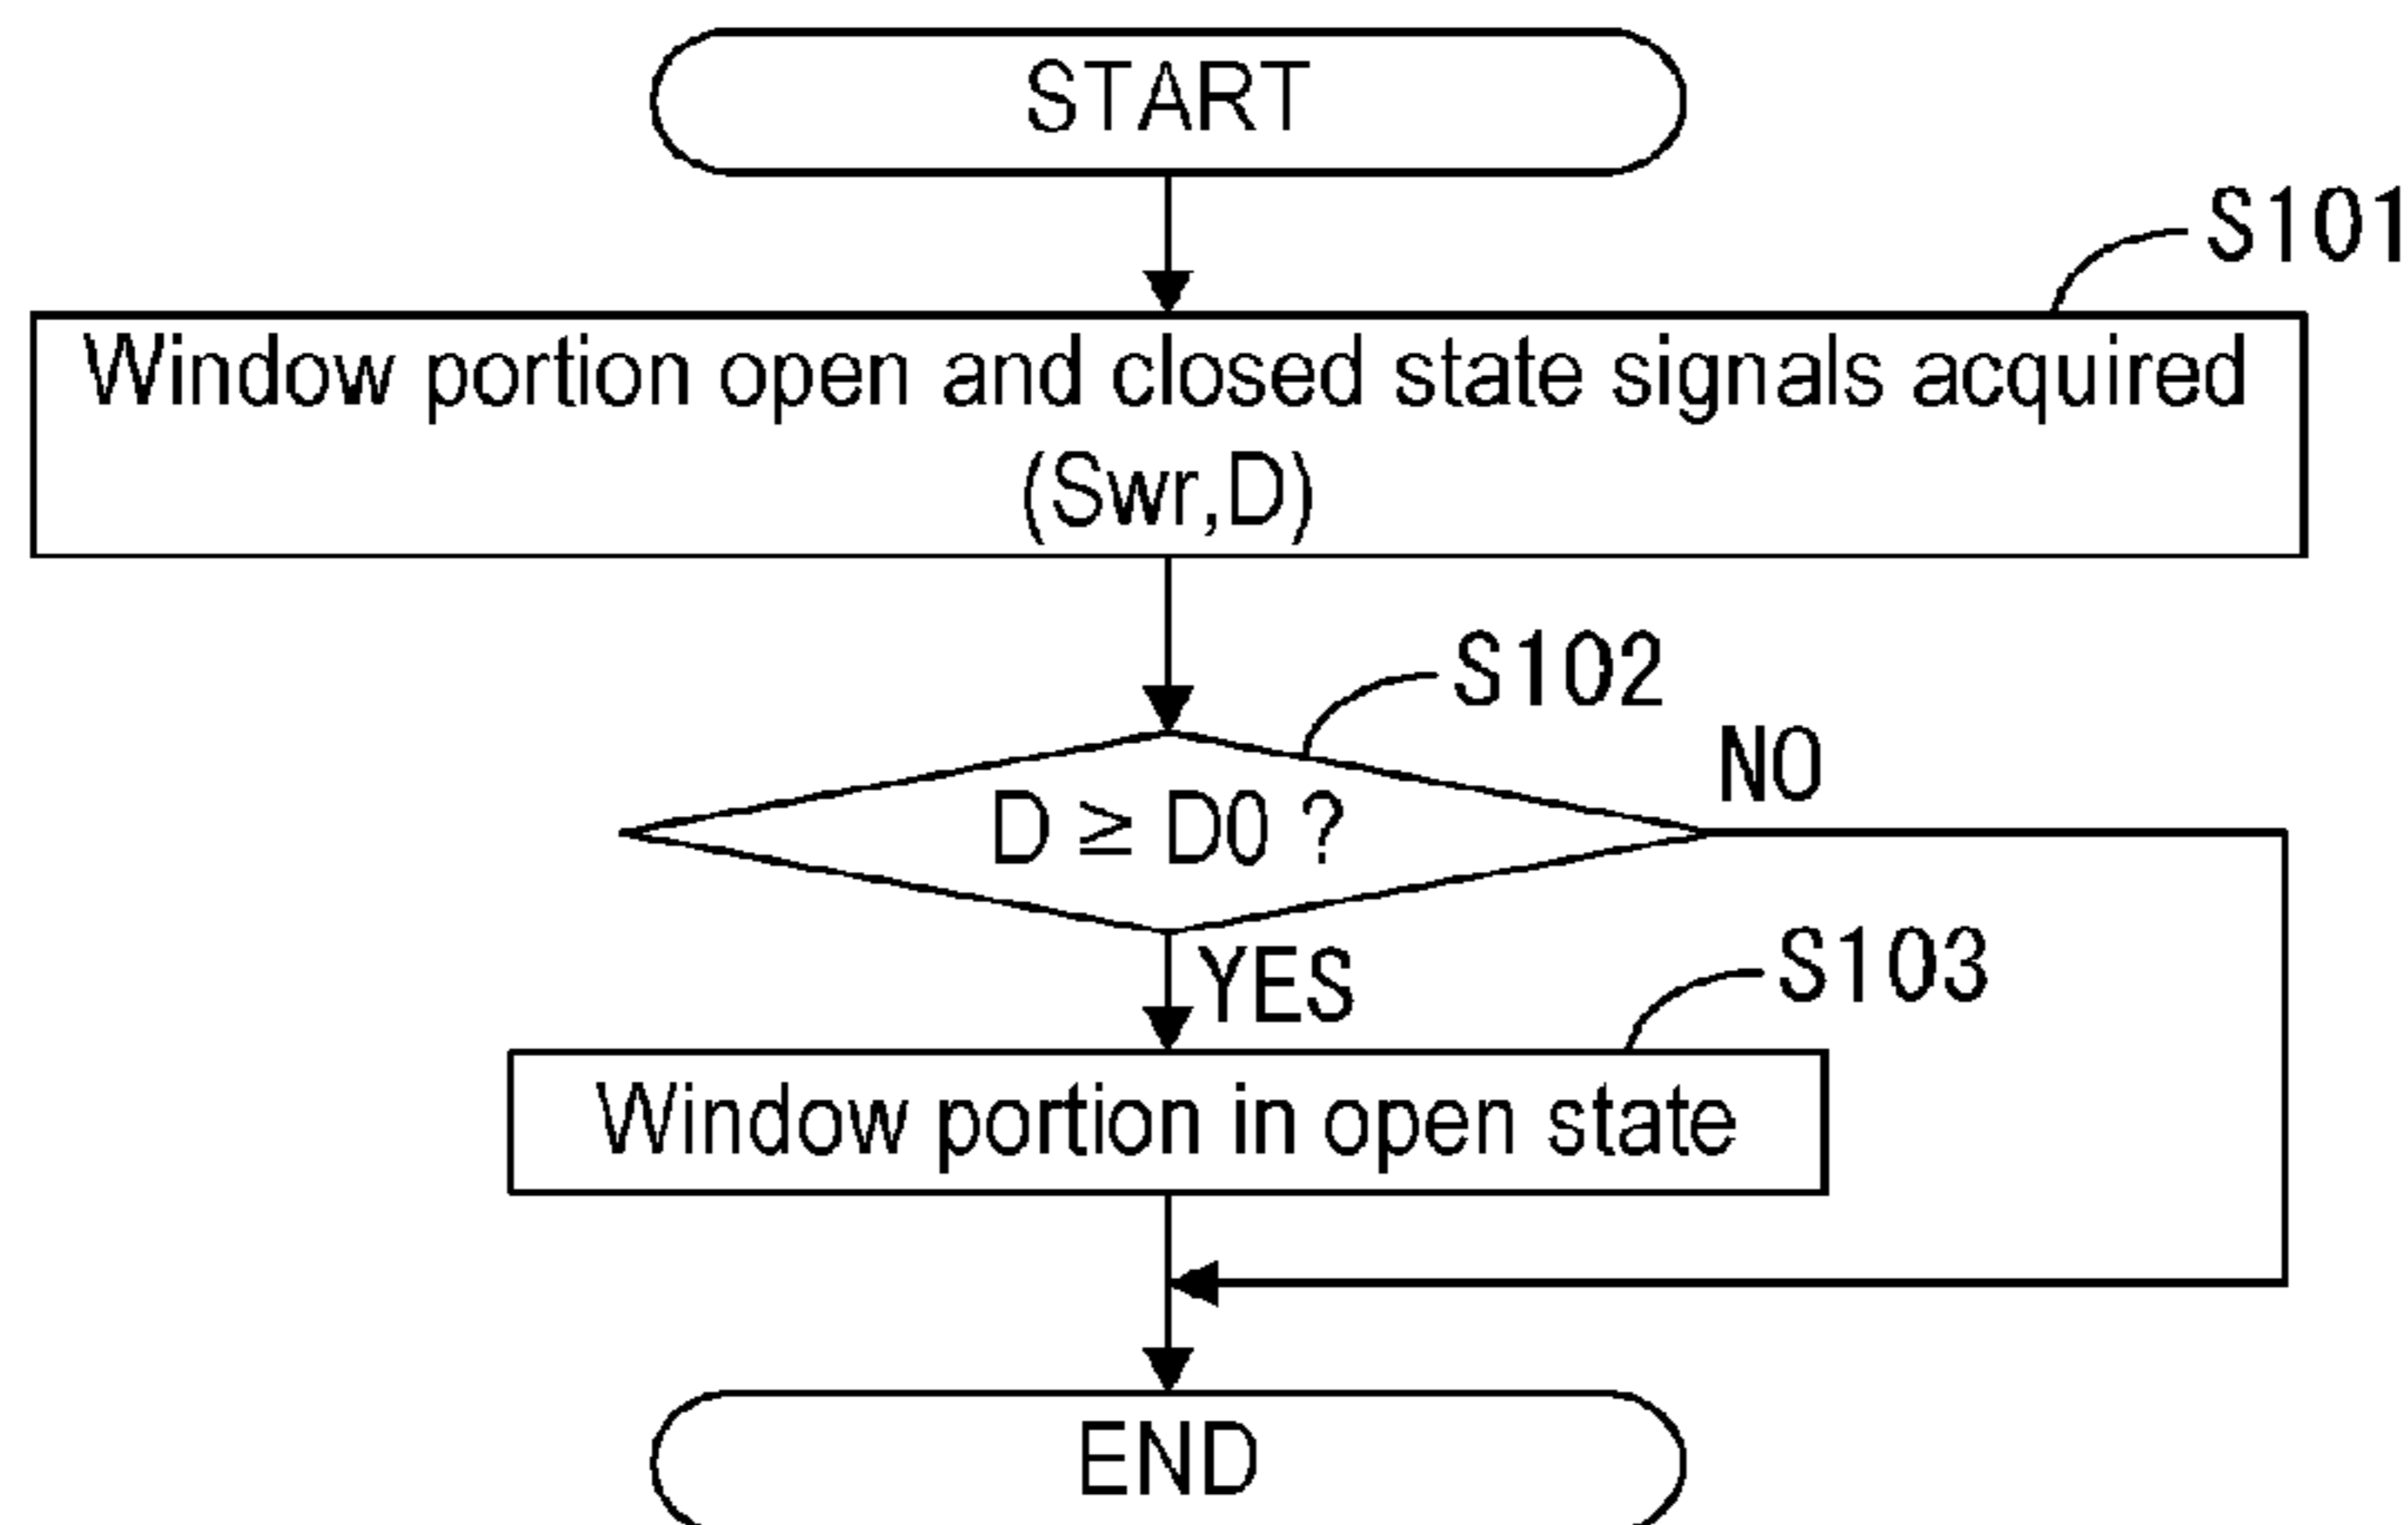 START
S101
Window portion open and closed state signals acquired
(Swr,D)
S102
NO
D ≧ D0 ?
YES
S103
Window portion in open state
END